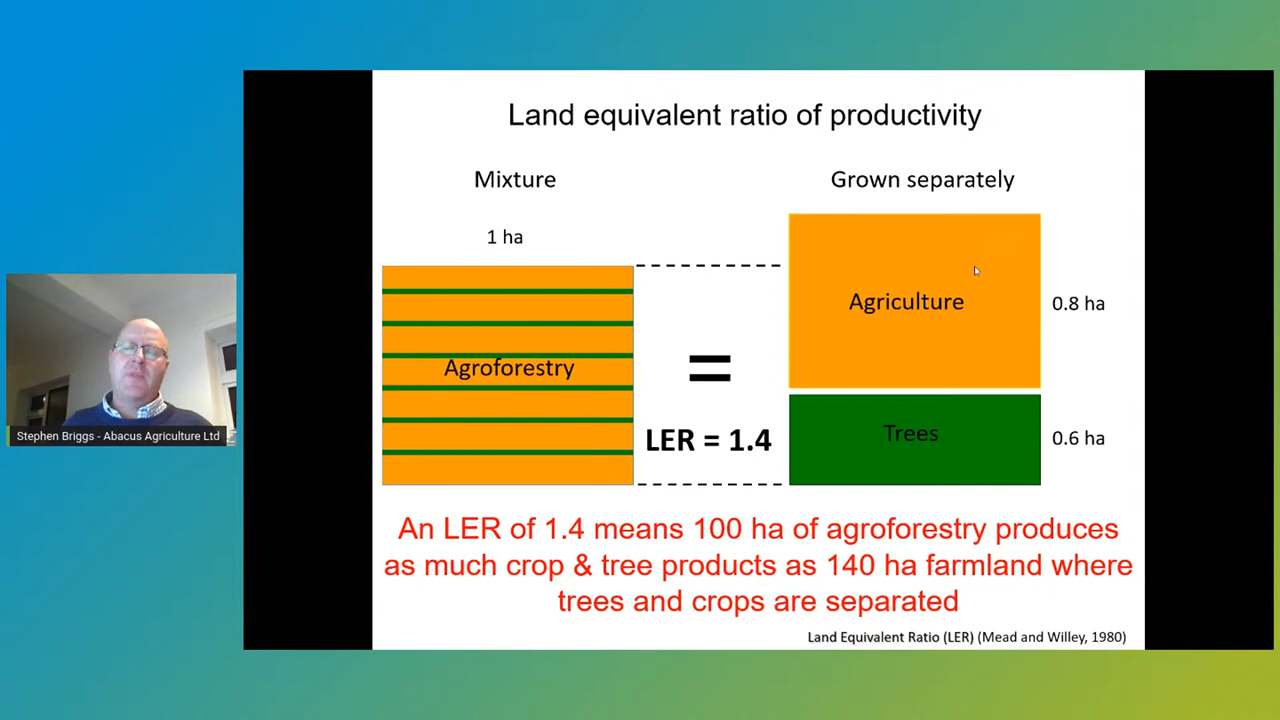 Land equivalent ratio of productivity
Mixture
Grown separately
1 ha
Agroforestry
=
LER = 1.4
Agriculture
0.8 ha
Trees
0.6 ha
An LER of 1.4 means 100 ha of agroforestry produces
as much crop & tree products as 140 ha farmland where
trees and crops are separated
Land Equivalent Ratio (LER) (Mead and Willey, 1980)
Stephen Briggs - Abacus Agriculture Ltd